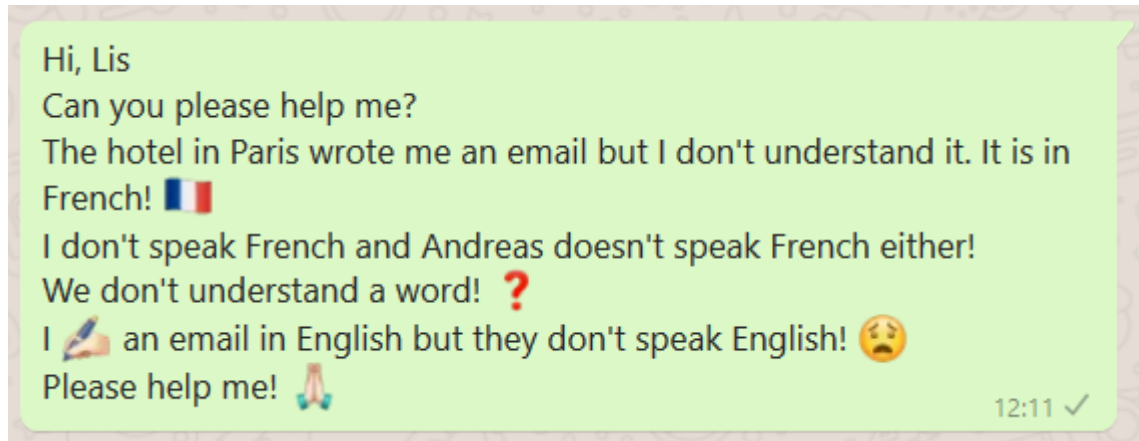 Hi, Lis
Can you please help me?
The hotel in Paris wrote me an email but I don't understand it. It is in
French! 🇫🇷
I don't speak French and Andreas doesn't speak French either!
We don't understand a word! ❓
I ✍🏻 an email in English but they don't speak English! 😧
Please help me! 🙏🏻
12:11 ✓